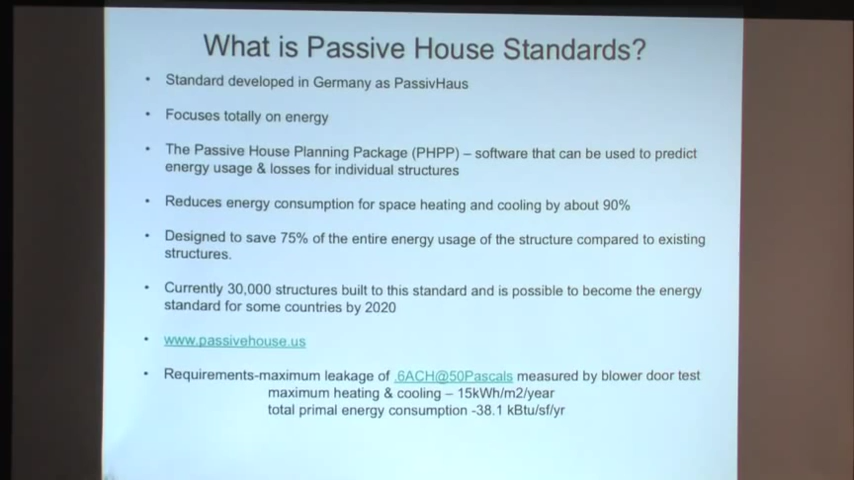 What is Passive House Standards?
• Standard developed in Germany as PassivHaus
• Focuses totally on energy
• The Passive House Planning Package (PHPP) – software that can be used to predict
energy usage & losses for individual structures
• Reduces energy consumption for space heating and cooling by about 90%
• Designed to save 75% of the entire energy usage of the structure compared to existing
structures.
• Currently 30,000 structures built to this standard and is possible to become the energy
standard for some countries by 2020
• www.passivehouse.us
• Requirements-maximum leakage of .6ACH@50Pascals measured by blower door test
maximum heating & cooling – 15kWh/m2/year
total primal energy consumption -38.1 kBtu/sf/yr